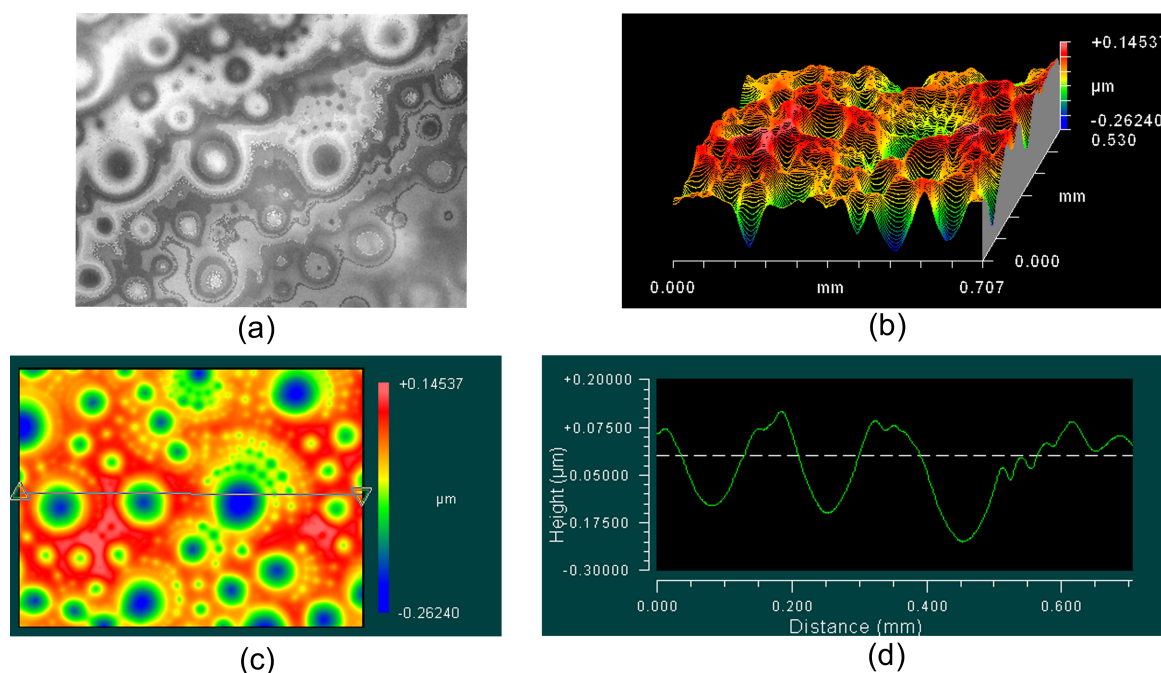 (a)
+0.14537
µm
-0.26240
0.530
mm
0.000
0.000 mm 0.707
(b)
+0.14537
µm
-0.26240
(c)
+0.20000
+0.07500
-0.05000
-0.17500
-0.30000
Height (µm)
0.000 0.200 0.400 0.600
Distance (mm)
(d)